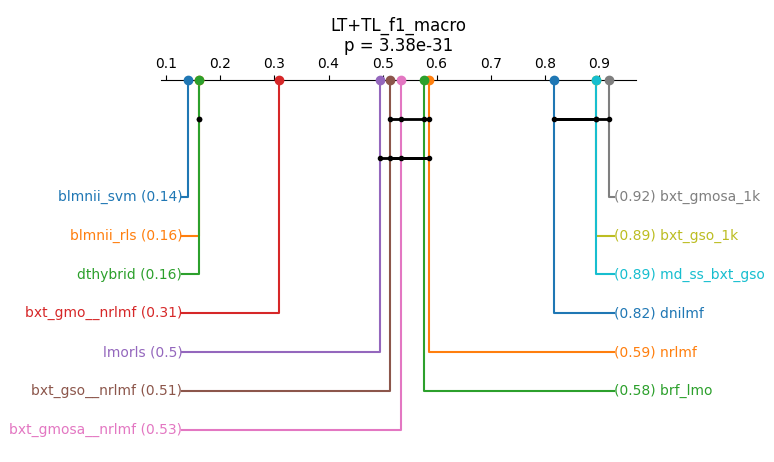 LT+TL_f1_macro
p = 3.38e-31
0.1 0.2 0.3 0.4 0.5 0.6 0.7 0.8 0.9
blmnii_svm (0.14)
(0.92) bxt_gmosa_1k
blmnii_rls (0.16)
(0.89) bxt_gso_1k
dthybrid (0.16)
(0.89) md_ss_bxt_gso
bxt_gmo__nrlmf (0.31)
(0.82) dnilmf
lmorls (0.5)
(0.59) nrlmf
bxt_gso__nrlmf (0.51)
(0.58) brf_lmo
bxt_gmosa__nrlmf (0.53)